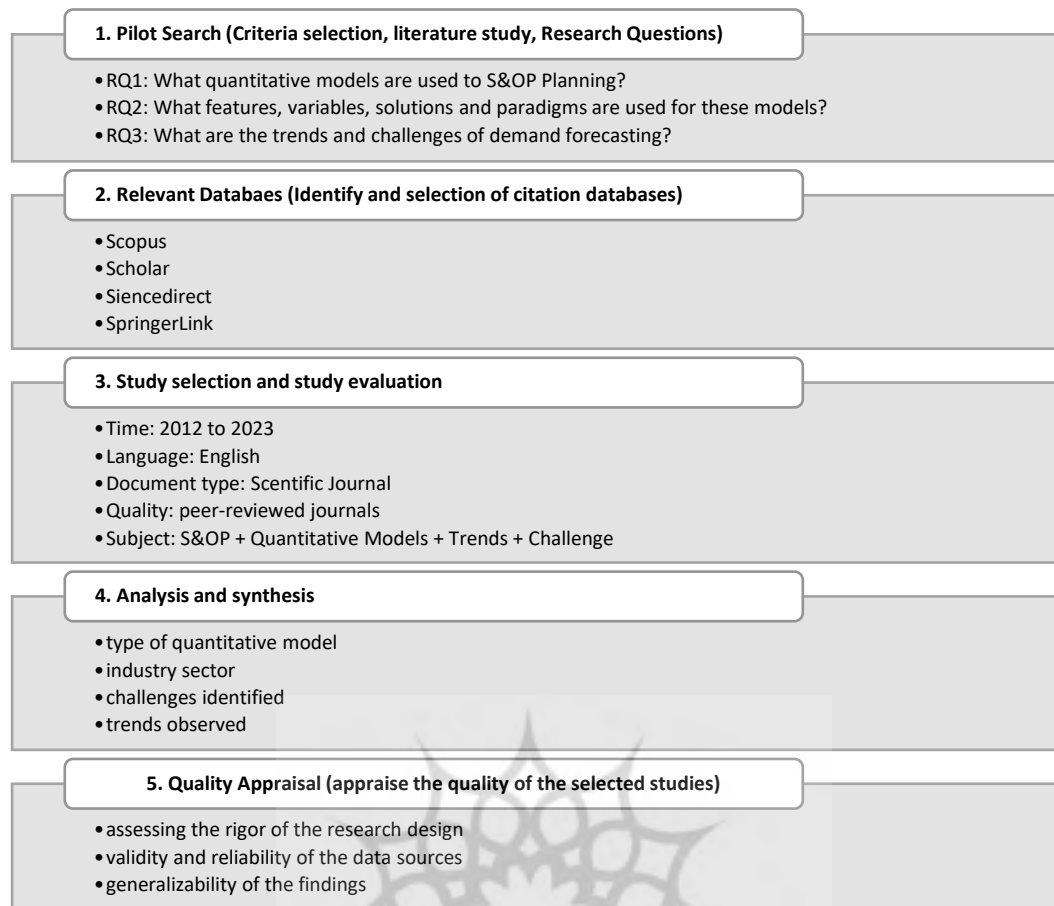 1. Pilot Search (Criteria selection, literature study, Research Questions)
•RQ1: What quantitative models are used to S&OP Planning?
•RQ2: What features, variables, solutions and paradigms are used for these models?
•RQ3: What are the trends and challenges of demand forecasting?
2. Relevant Databaes (Identify and selection of citation databases)
•Scopus
•Scholar
•Siencedirect
•SpringerLink
3. Study selection and study evaluation
•Time: 2012 to 2023
•Language: English
•Document type: Scentific Journal
•Quality: peer-reviewed journals
•Subject: S&OP + Quantitative Models + Trends + Challenge
4. Analysis and synthesis
•type of quantitative model
•industry sector
•challenges identified
•trends observed
5. Quality Appraisal (appraise the quality of the selected studies)
•assessing the rigor of the research design
•validity and reliability of the data sources
•generalizability of the findings